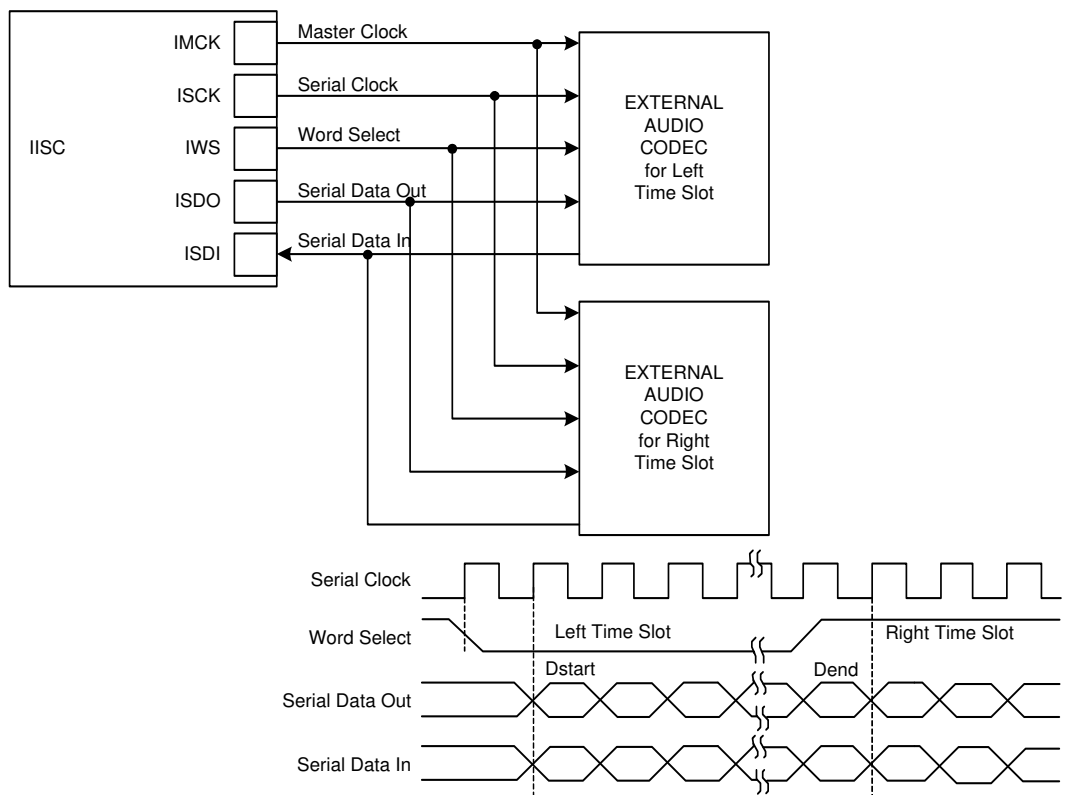 IISC
IMCK
ISCK
IWS
ISDO
ISDI
Master Clock
Serial Clock
Word Select
Serial Data Out
Serial Data In
EXTERNAL
AUDIO
CODEC
for Left
Time Slot
EXTERNAL
AUDIO
CODEC
for Right
Time Slot
Serial Clock
Word Select
Left Time Slot
Right Time Slot
Dstart
Dend
Serial Data Out
Serial Data In